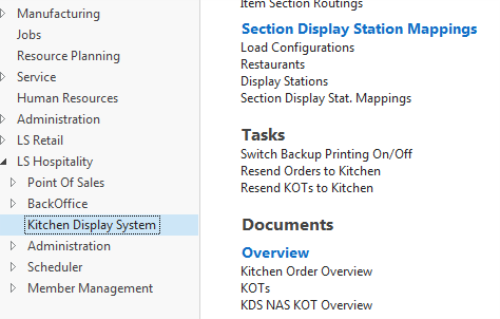 Manufacturing
Jobs
Resource Planning
Service
Human Resources
Administration
LS Retail
LS Hospitality
Point Of Sales
BackOffice
Kitchen Display System
Administration
Scheduler
Member Management
Item Section Routings
Section Display Station Mappings
Load Configurations
Restaurants
Display Stations
Section Display Stat. Mappings
Tasks
Switch Backup Printing On/Off
Resend Orders to Kitchen
Resend KOTs to Kitchen
Documents
Overview
Kitchen Order Overview
KOTs
KDS NAS KOT Overview